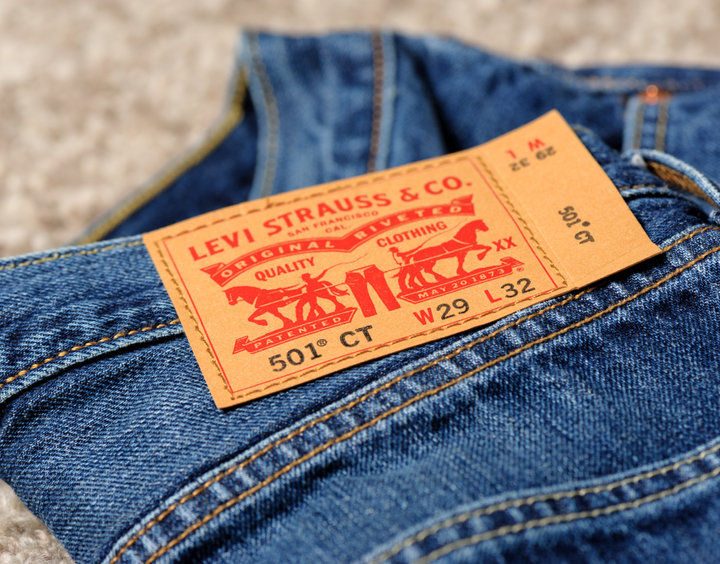 LEVI STRAUSS & CO.
SAN FRANCISCO
CAL.
ORIGINAL RIVETED
QUALITY CLOTHING
XX
PATENTED MAY 20 1873 ®
501® CT W29 L32
W L
29 32
501® CT